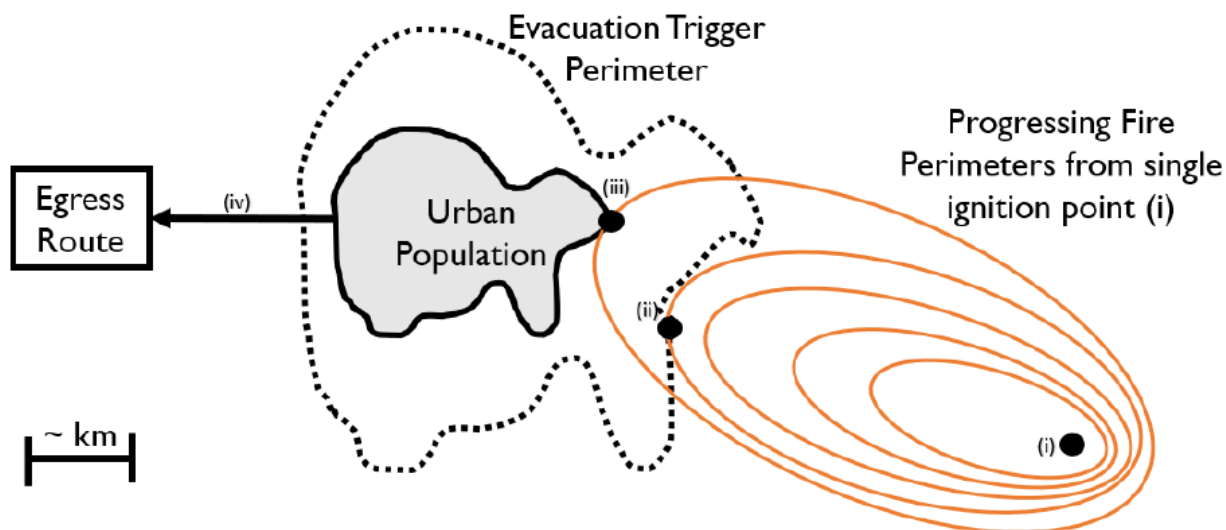 Evacuation Trigger
Perimeter
Progressing Fire
Perimeters from single
ignition point (i)
Egress
Route
(iv)
Urban
Population
(iii)
(ii)
(i)
~ km